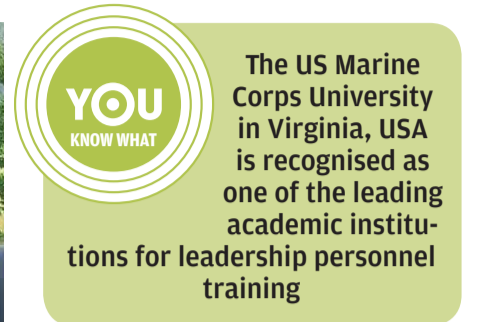 YOU
KNOW WHAT
The US Marine
Corps University
in Virginia, USA
is recognised as
one of the leading
academic institu-
tions for leadership personnel
training